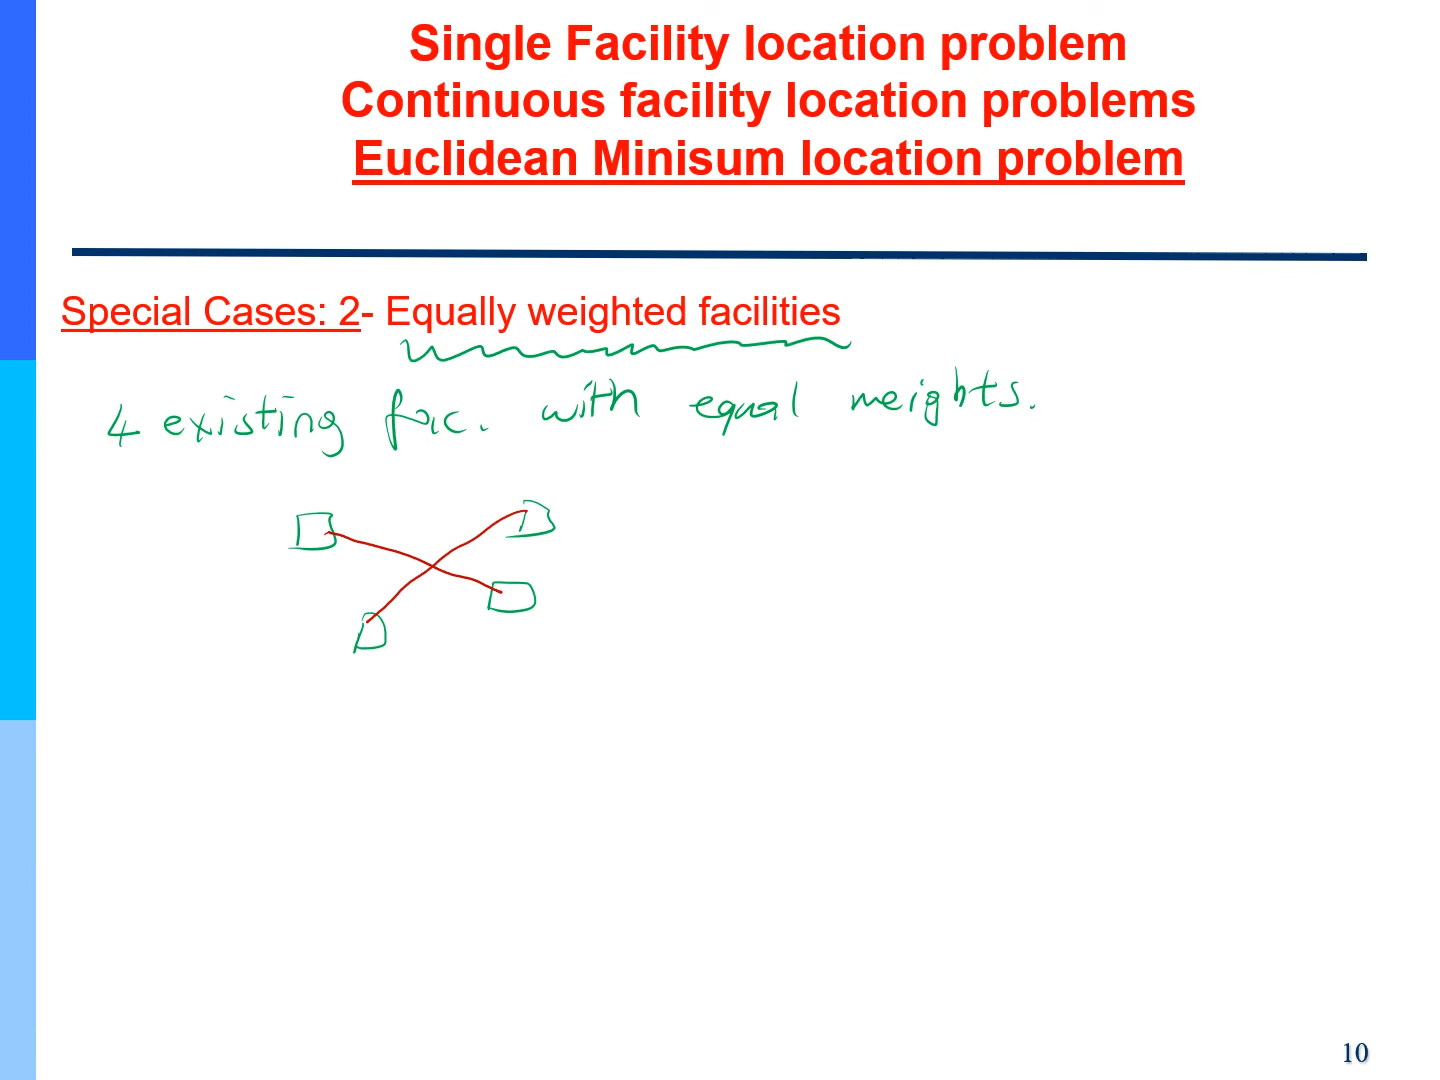 Single Facility location problem
Continuous facility location problems
Euclidean Minisum location problem
Special Cases: 2- Equally weighted facilities
4 existing fac. with equal weights.
10